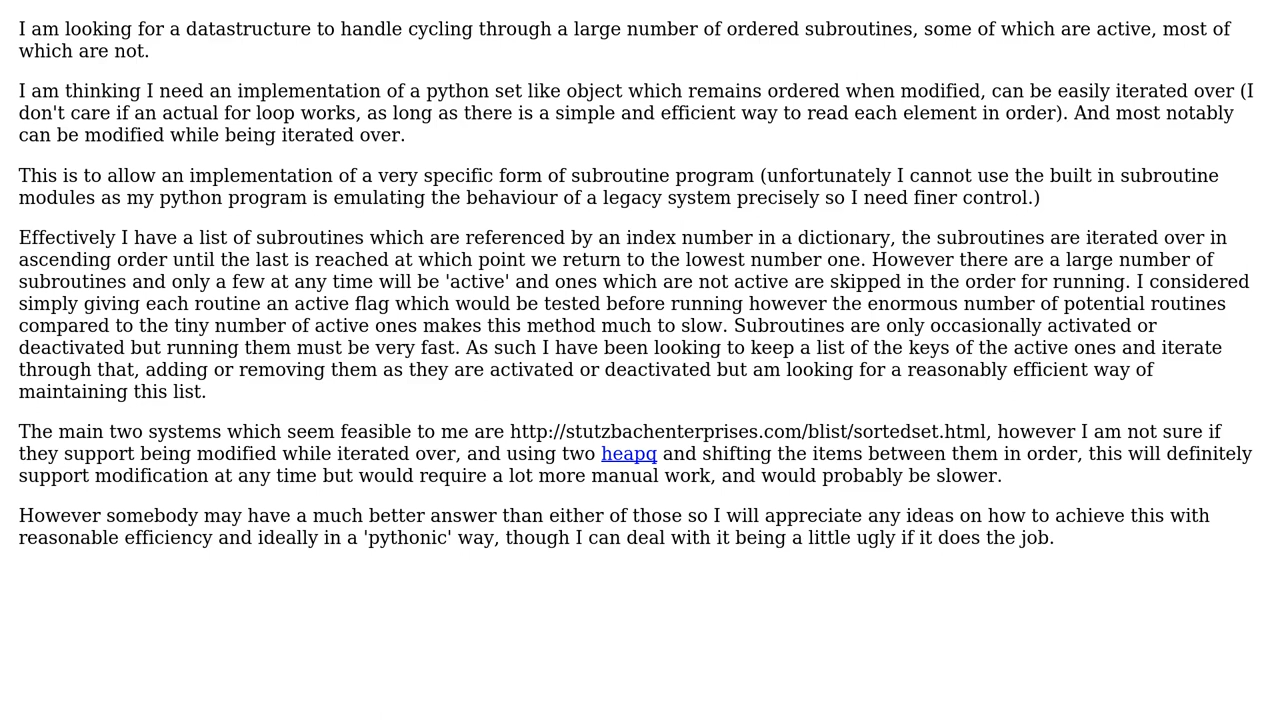 I am looking for a datastructure to handle cycling through a large number of ordered subroutines, some of which are active, most of
which are not.
I am thinking I need an implementation of a python set like object which remains ordered when modified, can be easily iterated over (I
don't care if an actual for loop works, as long as there is a simple and efficient way to read each element in order). And most notably
can be modified while being iterated over.
This is to allow an implementation of a very specific form of subroutine program (unfortunately I cannot use the built in subroutine
modules as my python program is emulating the behaviour of a legacy system precisely so I need finer control.)
Effectively I have a list of subroutines which are referenced by an index number in a dictionary, the subroutines are iterated over in
ascending order until the last is reached at which point we return to the lowest number one. However there are a large number of
subroutines and only a few at any time will be 'active' and ones which are not active are skipped in the order for running. I considered
simply giving each routine an active flag which would be tested before running however the enormous number of potential routines
compared to the tiny number of active ones makes this method much to slow. Subroutines are only occasionally activated or
deactivated but running them must be very fast. As such I have been looking to keep a list of the keys of the active ones and iterate
through that, adding or removing them as they are activated or deactivated but am looking for a reasonably efficient way of
maintaining this list.
The main two systems which seem feasible to me are http://stutzbachenterprises.com/blist/sortedset.html, however I am not sure if
they support being modified while iterated over, and using two heapq and shifting the items between them in order, this will definitely
support modification at any time but would require a lot more manual work, and would probably be slower.
However somebody may have a much better answer than either of those so I will appreciate any ideas on how to achieve this with
reasonable efficiency and ideally in a 'pythonic' way, though I can deal with it being a little ugly if it does the job.